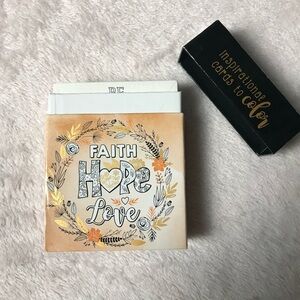 FAITH
Hope
Love
inspirational
cards to color